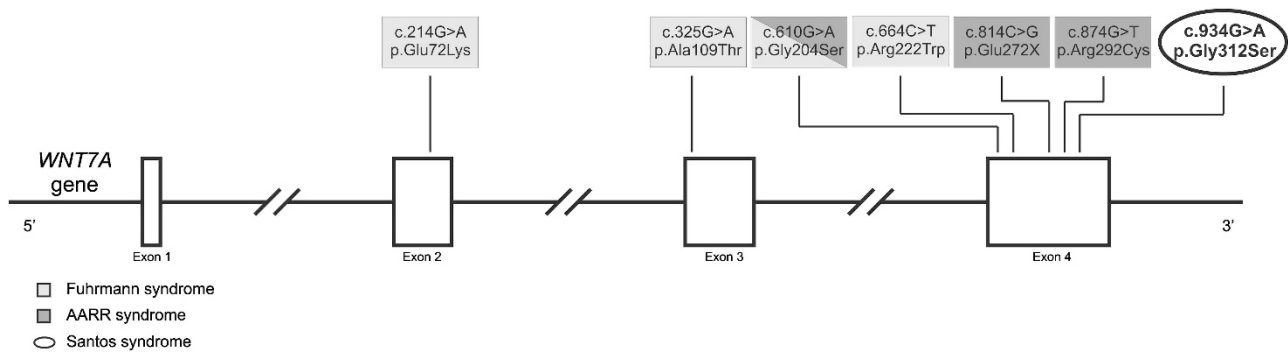 c.214G>A
p.Glu72Lys
c.325G>A
p.Ala109Thr
c.610G>A
p.Gly204Ser
c.664C>T
p.Arg222Trp
c.814C>G
p.Glu272X
c.874G>T
p.Arg292Cys
c.934G>A
p.Gly312Ser
WNT7A
gene
5’
3’
Exon 1
Exon 2
Exon 3
Exon 4
Fuhrmann syndrome
AARR syndrome
Santos syndrome